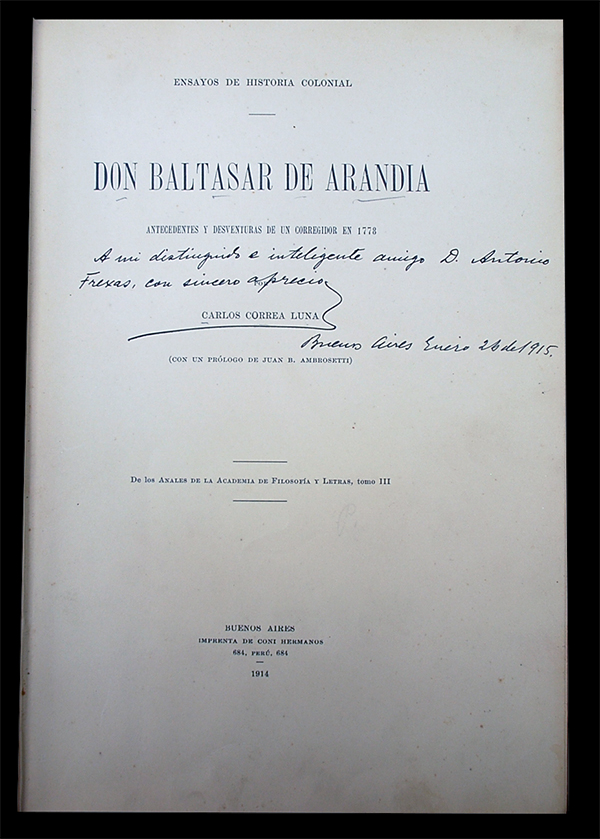 ENSAYOS DE HISTORIA COLONIAL
DON BALTASAR DE ARANDIA
ANTECEDENTES Y DESVENTURAS DE UN CORREGIDOR EN 1778
A mi distinguido e inteligente amigo D. Antonio
Frexas, con sincero aprecio
POR
CARLOS CORREA LUNA
Buenos Aires Enero 26 de 1915.
(CON UN PRÓLOGO DE JUAN B. AMBROSETTI)
De los ANALES DE LA ACADEMIA DE FILOSOFÍA Y LETRAS, tomo III
BUENOS AIRES
IMPRENTA DE CONI HERMANOS
684, PERÚ, 684
1914